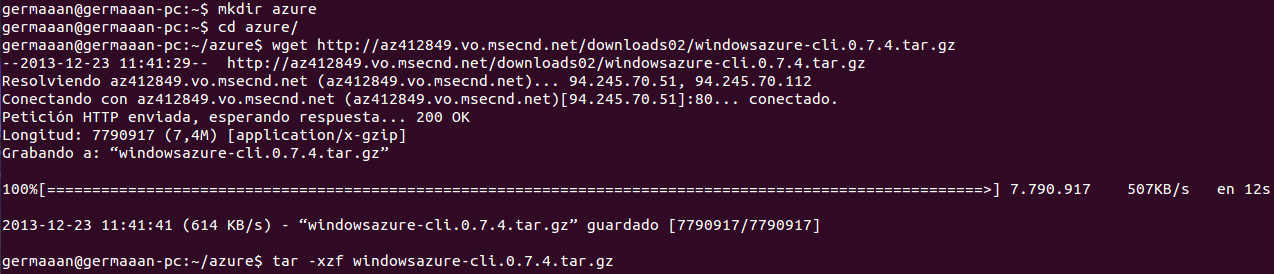 germaaan@germaaan-pc:~$ mkdir azure
germaaan@germaaan-pc:~$ cd azure/
germaaan@germaaan-pc:~/azure$ wget http://az412849.vo.msecnd.net/downloads02/windowsazure-cli.0.7.4.tar.gz
--2013-12-23 11:41:29--  http://az412849.vo.msecnd.net/downloads02/windowsazure-cli.0.7.4.tar.gz
Resolviendo az412849.vo.msecnd.net (az412849.vo.msecnd.net)... 94.245.70.51, 94.245.70.112
Conectando con az412849.vo.msecnd.net (az412849.vo.msecnd.net)[94.245.70.51]:80... conectado.
Petición HTTP enviada, esperando respuesta... 200 OK
Longitud: 7790917 (7,4M) [application/x-gzip]
Grabando a: “windowsazure-cli.0.7.4.tar.gz”
100%[========================================================================================================>] 7.790.917    507KB/s   en 12s
2013-12-23 11:41:41 (614 KB/s) - “windowsazure-cli.0.7.4.tar.gz” guardado [7790917/7790917]
germaaan@germaaan-pc:~/azure$ tar -xzf windowsazure-cli.0.7.4.tar.gz